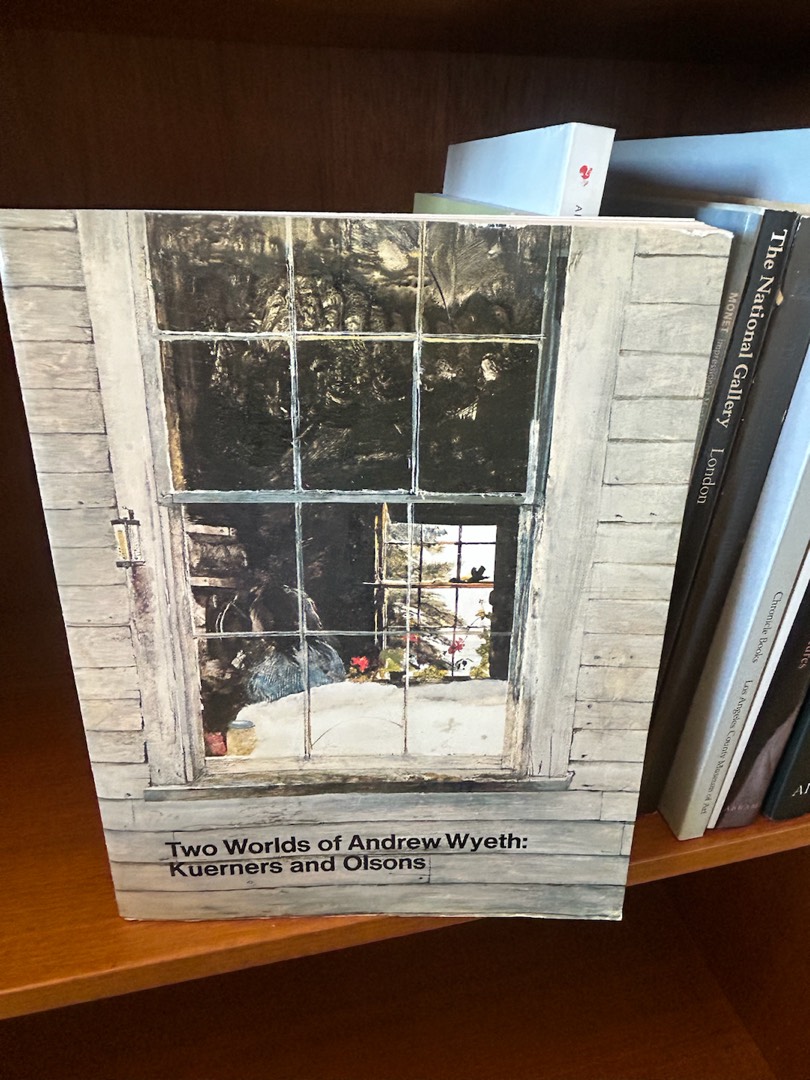 Two Worlds of Andrew Wyeth:
Kuerners and Olsons
MONET
The National Gallery London
Chronicle Books Los Angeles County Museum of Art